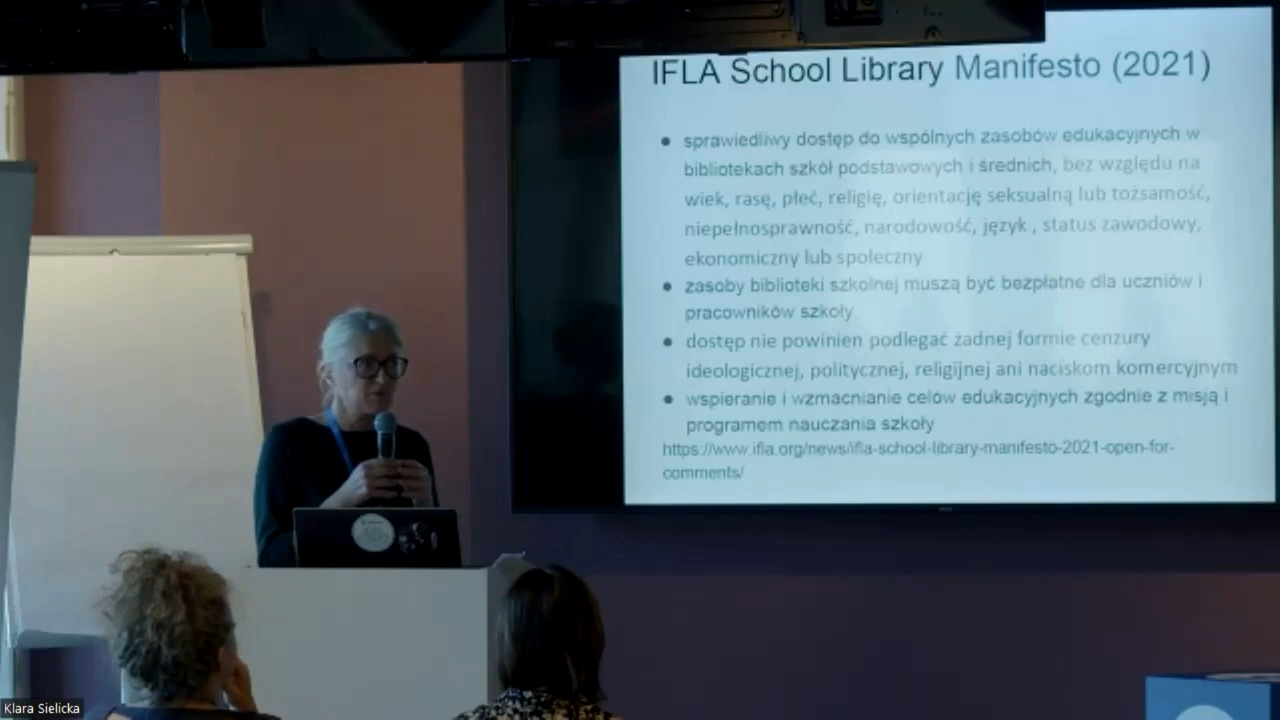 IFLA School Library Manifesto (2021)
● sprawiedliwy dostęp do wspólnych zasobów edukacyjnych w
bibliotekach szkół podstawowych i średnich, bez względu na
wiek, rasę, płeć, religię, orientację seksualną lub tożsamość,
niepełnosprawność, narodowość, język , status zawodowy,
ekonomiczny lub społeczny
● zasoby biblioteki szkolnej muszą być bezpłatne dla uczniów i
pracowników szkoły
● dostęp nie powinien podlegać żadnej formie cenzury
ideologicznej, politycznej, religijnej ani naciskom komercyjnym
● wspieranie i wzmacnianie celów edukacyjnych zgodnie z misją i
programem nauczania szkoły
https://www.ifla.org/news/ifla-school-library-manifesto-2021-open-for-
comments/
Klara Sielicka